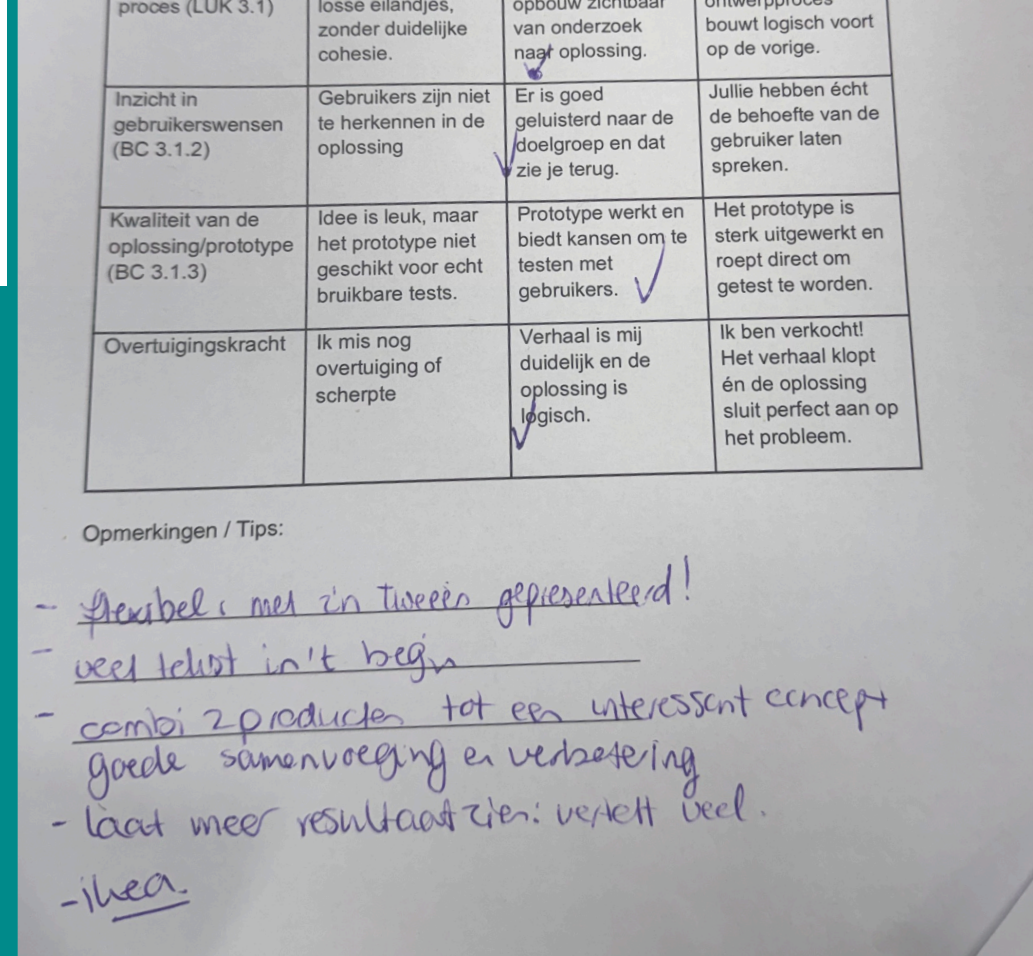 proces (LUK 3.1)
losse eilandjes,
zonder duidelijke
cohesie.
opbouw zichtbaar
van onderzoek
naar oplossing.
ontwerpproces
bouwt logisch voort
op de vorige.
Inzicht in
gebruikerswensen
(BC 3.1.2)
Gebruikers zijn niet
te herkennen in de
oplossing
Er is goed
geluisterd naar de
doelgroep en dat
zie je terug.
Jullie hebben écht
de behoefte van de
gebruiker laten
spreken.
Kwaliteit van de
oplossing/prototype
(BC 3.1.3)
Idee is leuk, maar
het prototype niet
geschikt voor echt
bruikbare tests.
Prototype werkt en
biedt kansen om te
testen met
gebruikers.
Het prototype is
sterk uitgewerkt en
roept direct om
getest te worden.
Overtuigingskracht
Ik mis nog
overtuiging of
scherpte
Verhaal is mij
duidelijk en de
oplossing is
logisch.
Ik ben verkocht!
Het verhaal klopt
én de oplossing
sluit perfect aan op
het probleem.
Opmerkingen / Tips:
- flexibel: met z'n tweeën gepresenteerd!
- veel tekst in 't begin
- combi 2 producten tot een interessant concept
goede samenvoeging en verbetering
- laat meer resultaat zien: vertelt veel.
- ikea.